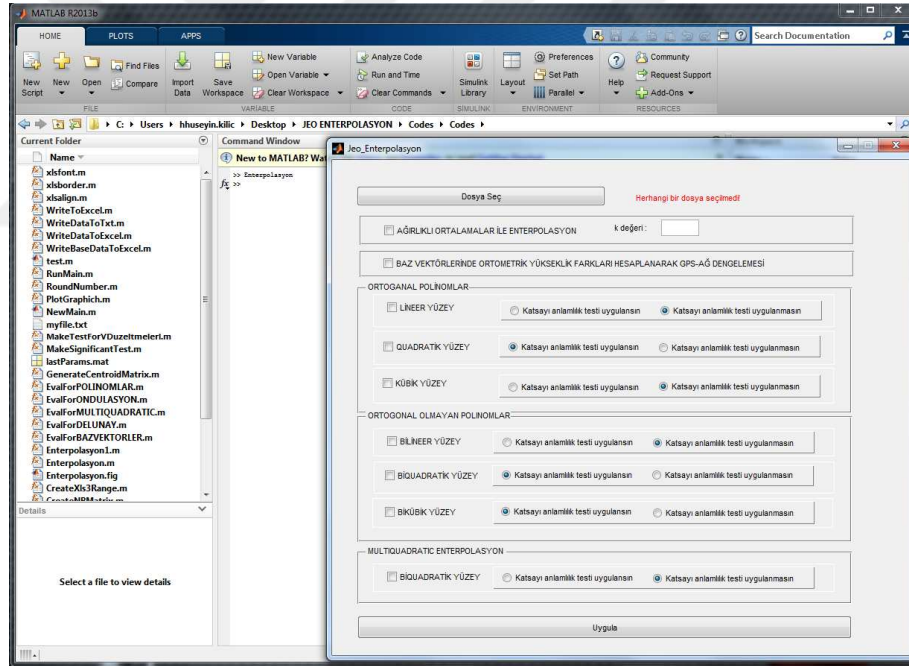 MATLAB R2013b
HOME PLOTS APPS
Search Documentation
New Script
New
Open
Find Files
Compare
Import Data
Save Workspace
New Variable
Open Variable
Clear Workspace
Analyze Code
Run and Time
Clear Commands
Simulink Library
Layout
Preferences
Set Path
Parallel
Help
Community
Request Support
Add-Ons
FILE VARIABLE CODE SIMULINK ENVIRONMENT RESOURCES
C: Users hhuseyin.kilic Desktop JEO ENTERPOLASYON Codes Codes
Current Folder
Name
xlsfont.m
xlsborder.m
xlsalign.m
WriteToExcel.m
WriteDataToTxt.m
WriteDataToExcel.m
WriteBaseDataToExcel.m
test.m
RunMain.m
RoundNumber.m
PlotGraphich.m
NewMain.m
myfile.txt
MakeTestForVDuzeltmeleri.m
MakeSignificantTest.m
lastParams.mat
GenerateCentroidMatrix.m
EvalForPOLINOMLAR.m
EvalForONDULASYON.m
EvalForMULTIQUADRATIC.m
EvalForDELUNAY.m
EvalForBAZVEKTORLER.m
Enterpolasyon1.m
Enterpolasyon.m
Enterpolasyon.fig
CreateXls3Range.m
Details
Select a file to view details
Command Window
New to MATLAB? Wat
>> Enterpolasyon
fx >>
Jeo_Enterpolasyon
Dosya Seç
Herhangi bir dosya seçilmedi!
AĞIRLIKLI ORTALAMALAR İLE ENTERPOLASYON k değeri :
BAZ VEKTÖRLERİNDE ORTOMETRİK YÜKSEKLİK FARKLARI HESAPLANARAK GPS-AĞ DENGELEMESİ
ORTOGANAL POLİNOMLAR
LİNEER YÜZEY Katsayı anlamlılık testi uygulansın Katsayı anlamlılık testi uygulanmasın
QUADRATİK YÜZEY Katsayı anlamlılık testi uygulansın Katsayı anlamlılık testi uygulanmasın
KÜBİK YÜZEY Katsayı anlamlılık testi uygulansın Katsayı anlamlılık testi uygulanmasın
ORTOGONAL OLMAYAN POLINOMLAR
BİLİNEER YÜZEY Katsayı anlamlılık testi uygulansın Katsayı anlamlılık testi uygulanmasın
BİQUADRATİK YÜZEY Katsayı anlamlılık testi uygulansın Katsayı anlamlılık testi uygulanmasın
BİKÜBİK YÜZEY Katsayı anlamlılık testi uygulansın Katsayı anlamlılık testi uygulanmasın
MULTIQUADRATIC ENTERPOLASYON
BİQUADRATİK YÜZEY Katsayı anlamlılık testi uygulansın Katsayı anlamlılık testi uygulanmasın
Uygula